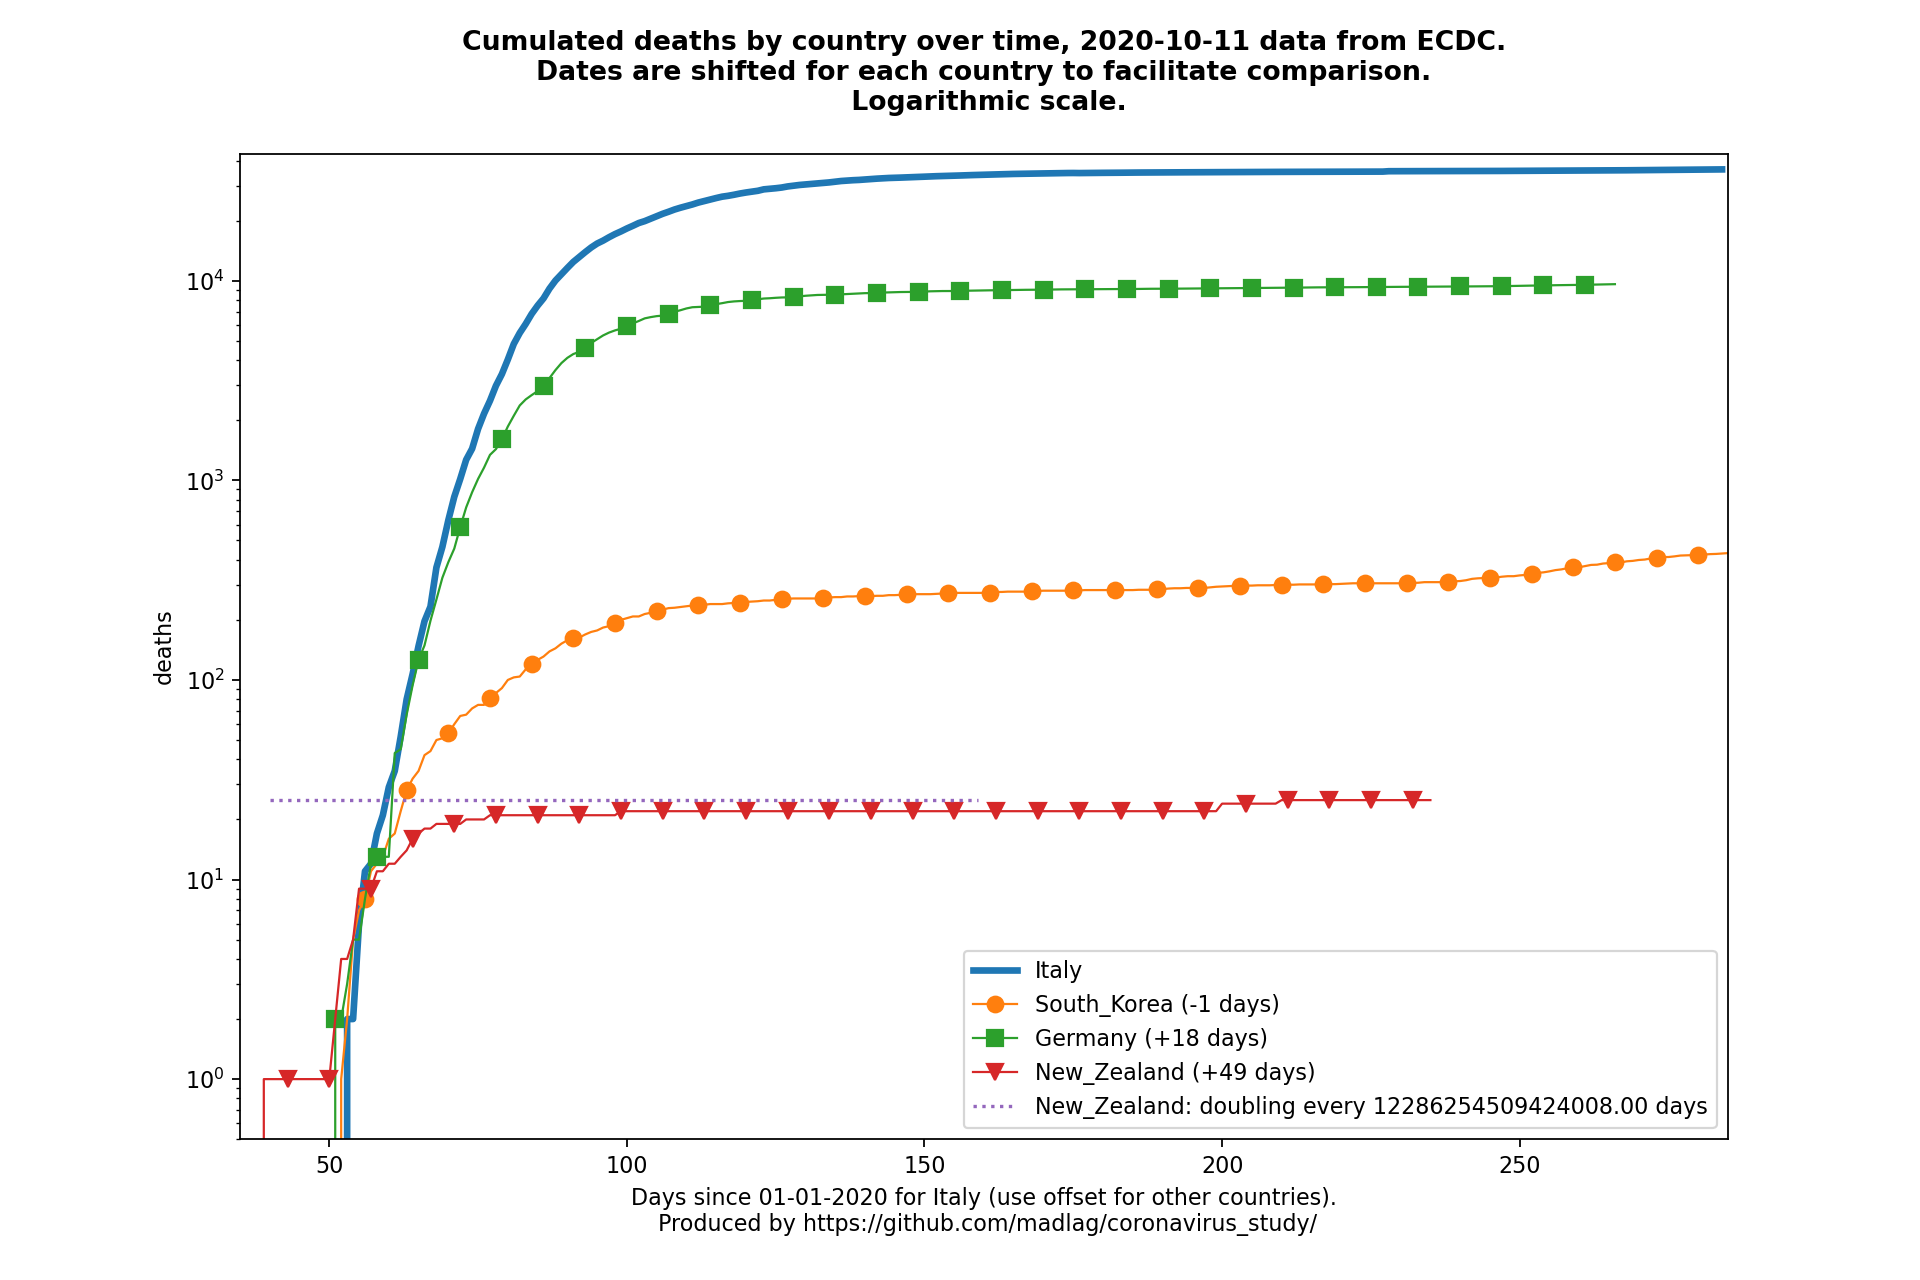 Cumulated deaths by country over time, 2020-10-11 data from ECDC.
Dates are shifted for each country to facilitate comparison.
Logarithmic scale.
deaths
10⁴
10³
10²
10¹
10⁰
50
100
150
200
250
Italy
South_Korea (-1 days)
Germany (+18 days)
New_Zealand (+49 days)
New_Zealand: doubling every 12286254509424008.00 days
Days since 01-01-2020 for Italy (use offset for other countries).
Produced by https://github.com/madlag/coronavirus_study/